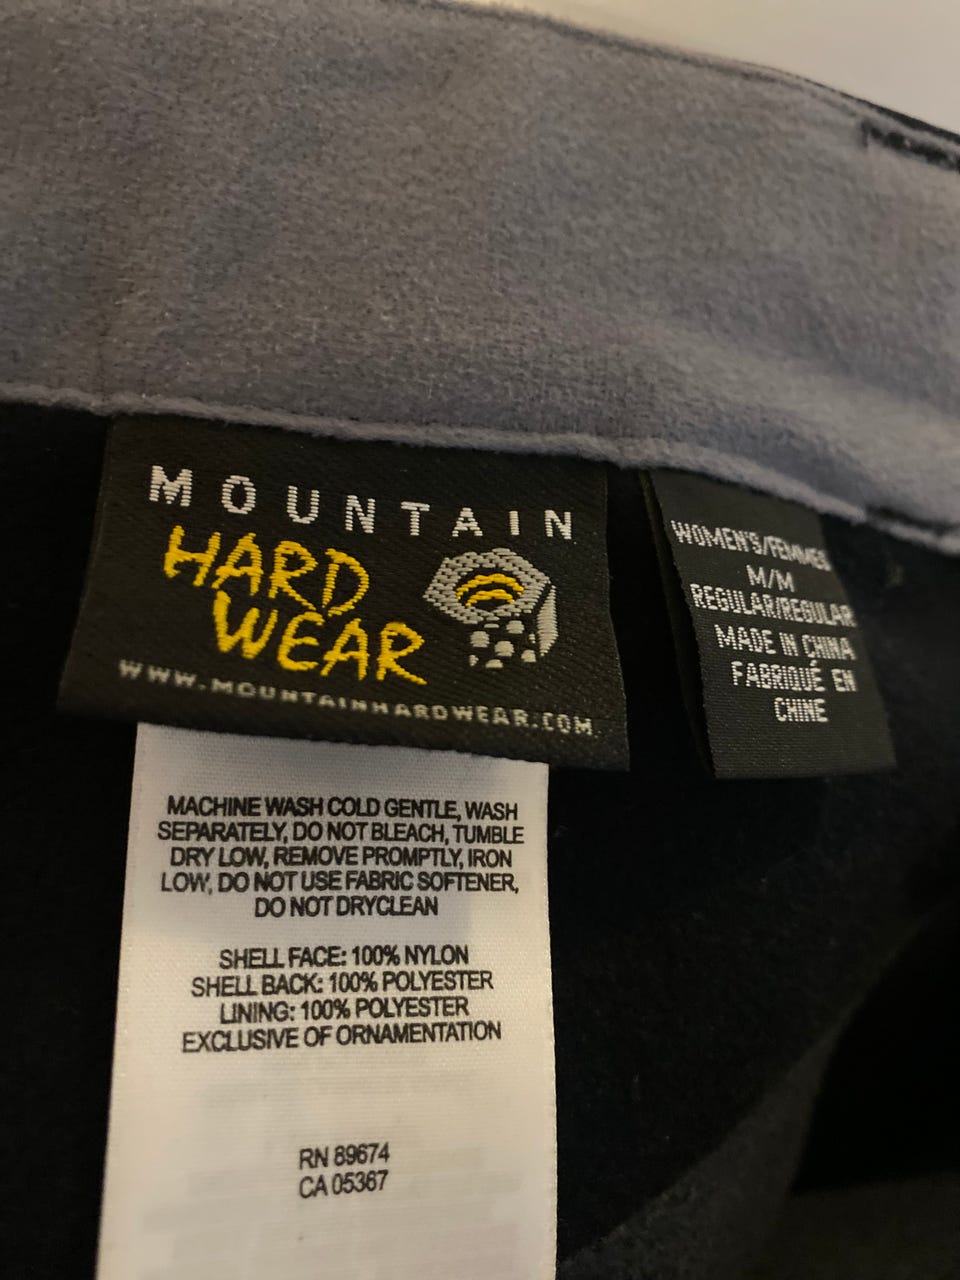 MOUNTAIN
HARD
WEAR
WWW.MOUNTAINHARDWEAR.COM
WOMEN'S/FEMMES
M/M
REGULAR/REGULAR
MADE IN CHINA
FABRIQUÉ EN
CHINE
MACHINE WASH COLD GENTLE, WASH
SEPARATELY, DO NOT BLEACH, TUMBLE
DRY LOW, REMOVE PROMPTLY, IRON
LOW, DO NOT USE FABRIC SOFTENER,
DO NOT DRYCLEAN
SHELL FACE: 100% NYLON
SHELL BACK: 100% POLYESTER
LINING: 100% POLYESTER
EXCLUSIVE OF ORNAMENTATION
RN 89674
CA 05367